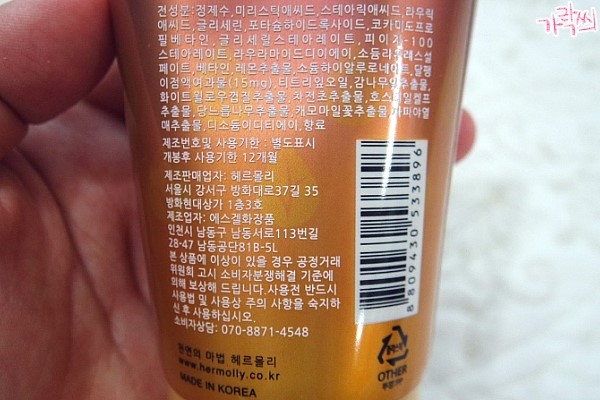 전성분:정제수,미리스틱애씨드,스테아릭애씨드,라우릭
애씨드,글리세린,포타슘하이드록사이드,코카미도프로
필베타인,글리세릴스테아레이트,피이지-100
스테아레이트,라우라마이드디이에이,소듐라우레스설
페이트,베타인,레몬추출물,소듐하이알루로네이트,달팽
이점액여과물(15mg),티트리잎오일,감나무잎추출물,
화이트윌로우껍질추출물,차전초추출물,호스테일켈프
추출물,당느릅나무추출물,캐모마일꽃추출물,카파야열
매추출물,디소듐이디티에이,향료
제조번호및 사용기한 : 별도표시
개봉후 사용기한 12개월
제조판매업자: 헤르몰리
서울시 강서구 방화대로37길 35
방화현대상가 1층3호
제조업자: 에스겔화장품
인천시 남동구 남동서로113번길
28-47 남동공단81B-5L
본 상품에 이상이 있을 경우 공정거래
위원회 고시 소비자분쟁해결 기준에
의해 보상해 드립니다.사용전 반드시
사용법 및 사용상 주의 사항을 숙지하
신 후 사용하십시오.
소비자상담: 070-8871-4548
천연의 마법 헤르몰리
www.hermolly.co.kr
MADE IN KOREA
8 809430 533896
OTHER
가락찌